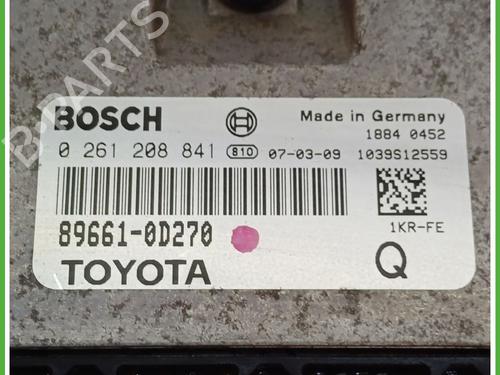 B-PARTS
BOSCH
Made in Germany
1884 0452
0 261 208 841 810 07-03-09 1039S12559
89661-0D270
1KR-FE
TOYOTA
Q